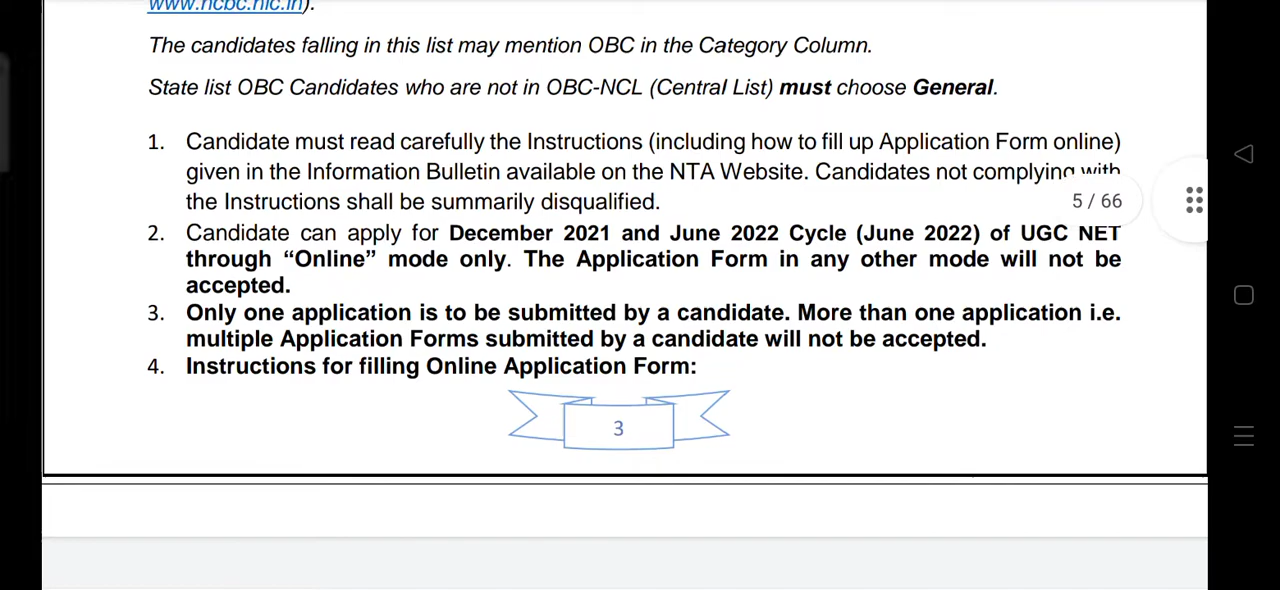 www.ncbc.nic.in).
The candidates falling in this list may mention OBC in the Category Column.
State list OBC Candidates who are not in OBC-NCL (Central List) must choose General.
1. Candidate must read carefully the Instructions (including how to fill up Application Form online)
given in the Information Bulletin available on the NTA Website. Candidates not complying with
the Instructions shall be summarily disqualified.
5 / 66
2. Candidate can apply for December 2021 and June 2022 Cycle (June 2022) of UGC NET
through “Online” mode only. The Application Form in any other mode will not be
accepted.
3. Only one application is to be submitted by a candidate. More than one application i.e.
multiple Application Forms submitted by a candidate will not be accepted.
4. Instructions for filling Online Application Form:
3